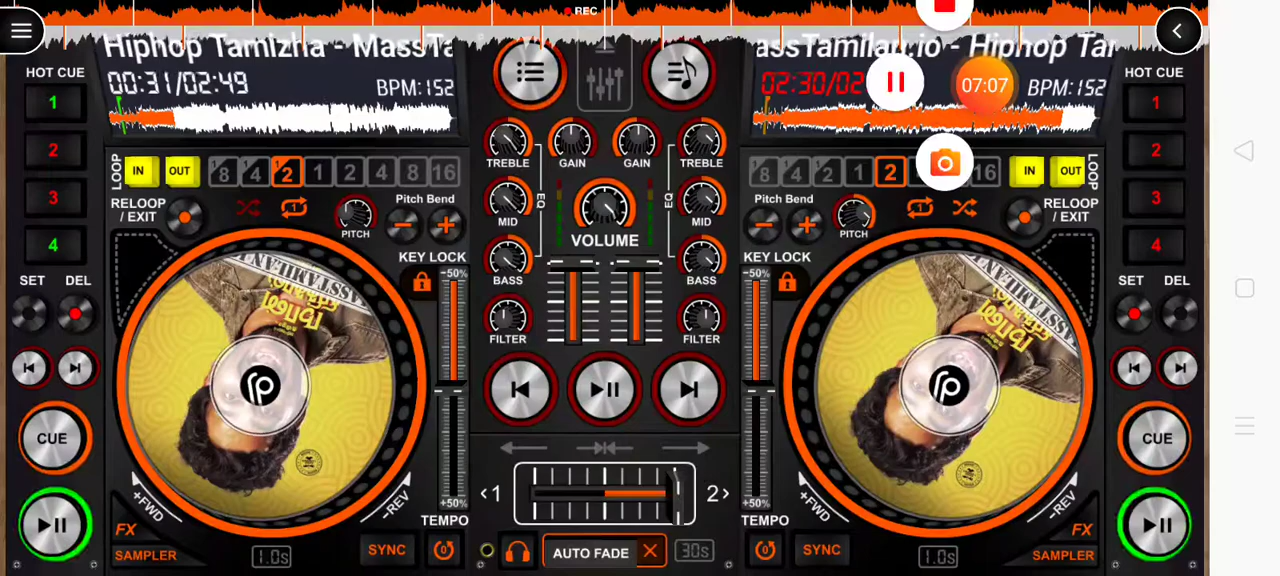 REC
Hiphop Tamizha - MassTa
00:31/02:49
BPM:152
assTamilan.io - Hiphop Tar
02:30/02
BPM:152
07:07
HOT CUE
1
2
3
4
LOOP
IN
OUT
8
4
2
1
2
4
8
16
RELOOP
/ EXIT
PITCH
Pitch Bend
KEY LOCK
-50%
+50%
SET
DEL
CUE
+FWD
-REV
FX
SAMPLER
1.0s
SYNC
TEMPO
TREBLE
GAIN
GAIN
TREBLE
MID
EQ
VOLUME
EQ
MID
BASS
BASS
FILTER
FILTER
<1
2>
AUTO FADE
30s
8
4
2
1
2
16
IN
OUT
LOOP
Pitch Bend
PITCH
RELOOP
/ EXIT
KEY LOCK
-50%
+50%
TEMPO
SYNC
1.0s
+FWD
-REV
FX
SAMPLER
HOT CUE
1
2
3
4
SET
DEL
CUE